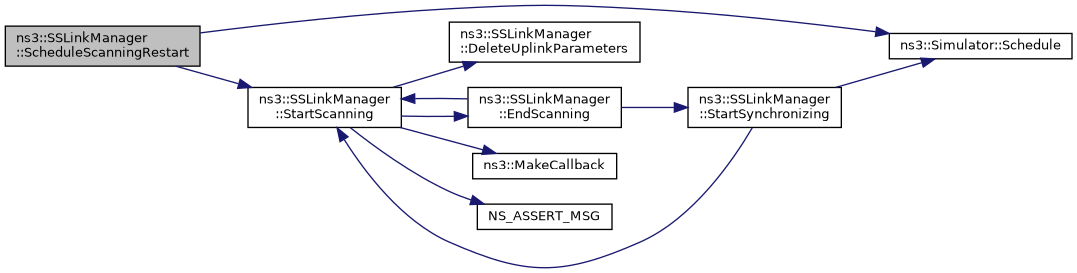 ns3::SSLinkManager
::ScheduleScanningRestart
ns3::SSLinkManager
::StartScanning
ns3::SSLinkManager
::DeleteUplinkParameters
ns3::SSLinkManager
::EndScanning
ns3::MakeCallback
NS_ASSERT_MSG
ns3::SSLinkManager
::StartSynchronizing
ns3::Simulator::Schedule